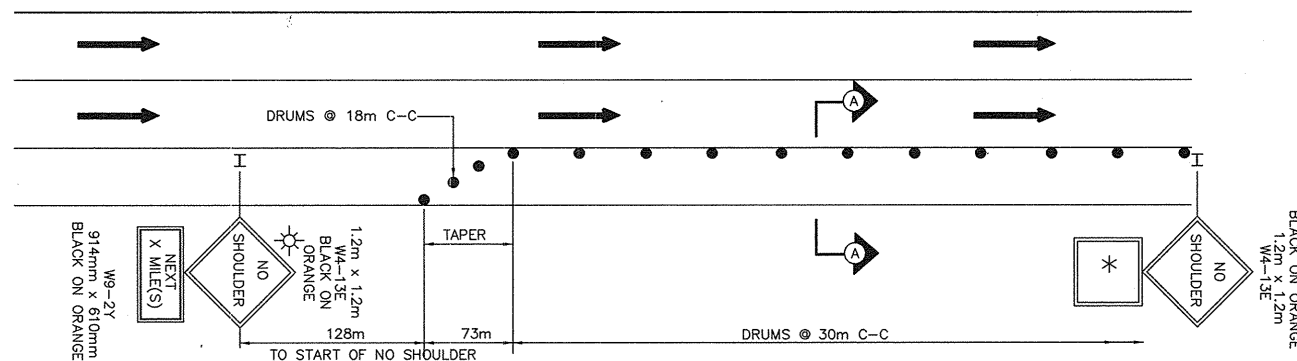 DRUMS @ 18m C-C
A
A
TAPER
NO
SHOULDER
NEXT
X MILE(S)
W9-2Y
914mm x 610mm
BLACK ON ORANGE
1.2m x 1.2m
W4-13E
BLACK ON
ORANGE
128m
73m
TO START OF NO SHOULDER
DRUMS @ 30m C-C
*
NO
SHOULDER
W4-13E
1.2m x 1.2m
BLACK ON ORANGE